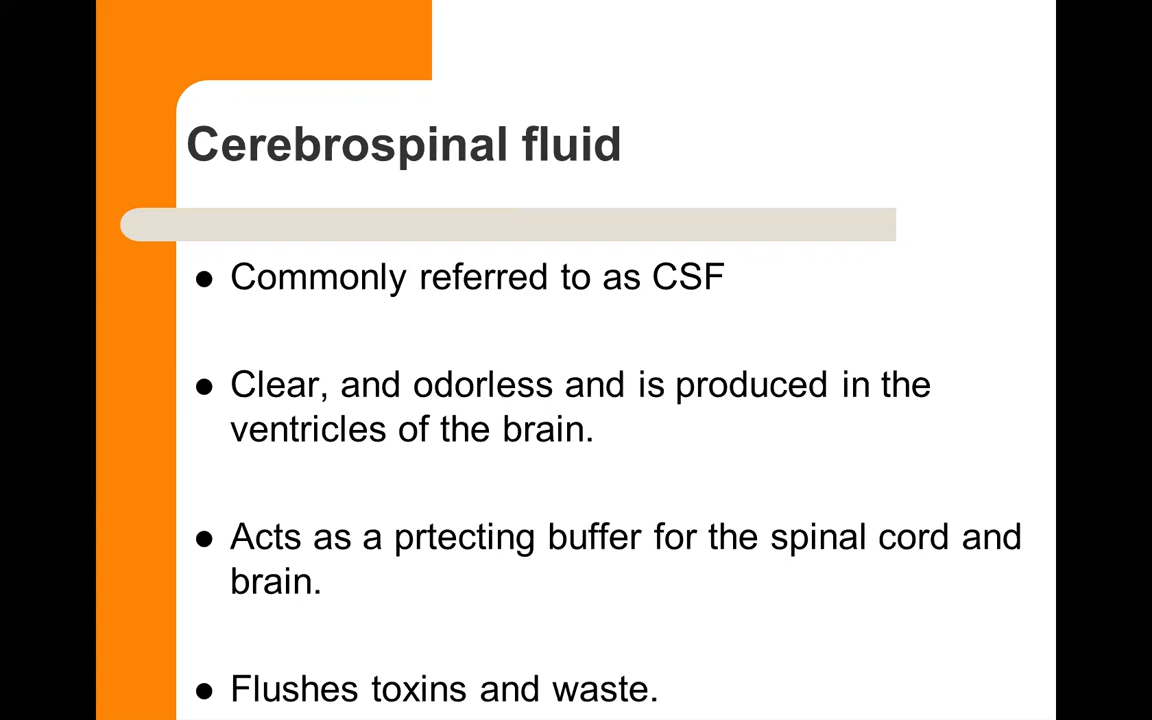 Cerebrospinal fluid
● Commonly referred to as CSF
● Clear, and odorless and is produced in the
ventricles of the brain.
● Acts as a prtecting buffer for the spinal cord and
brain.
● Flushes toxins and waste.